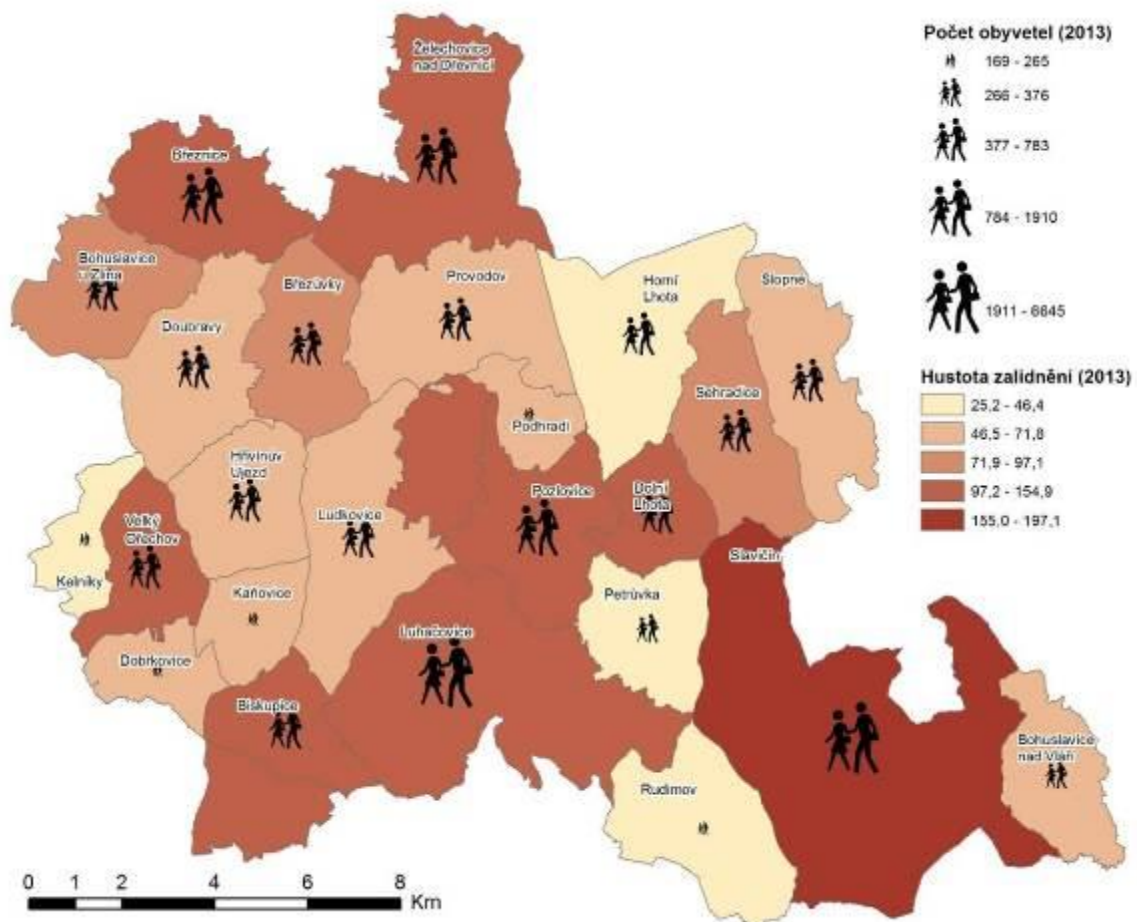 Želechovice
nad Dřevnicí
Březnice
Bohuslavice
u Zlína
Březůvky
Provodov
Horní
Lhota
Slopné
Doubravy
Podhradí
Sehradice
Hřivínův
Újezd
Ludkovice
Pozlovice
Dolní
Lhota
Velký
Ořechov
Kelníky
Kaňovice
Slavičín
Petrůvka
Dobrkovice
Luhačovice
Biskupice
Bohuslavice
nad Vláří
Rudimov
0 1 2 4 6 8
Km
Počet obyvetel (2013)
169 - 265
266 - 376
377 - 783
784 - 1910
1911 - 6645
Hustota zalidnění (2013)
25,2 - 46,4
46,5 - 71,8
71,9 - 97,1
97,2 - 154,9
155,0 - 197,1